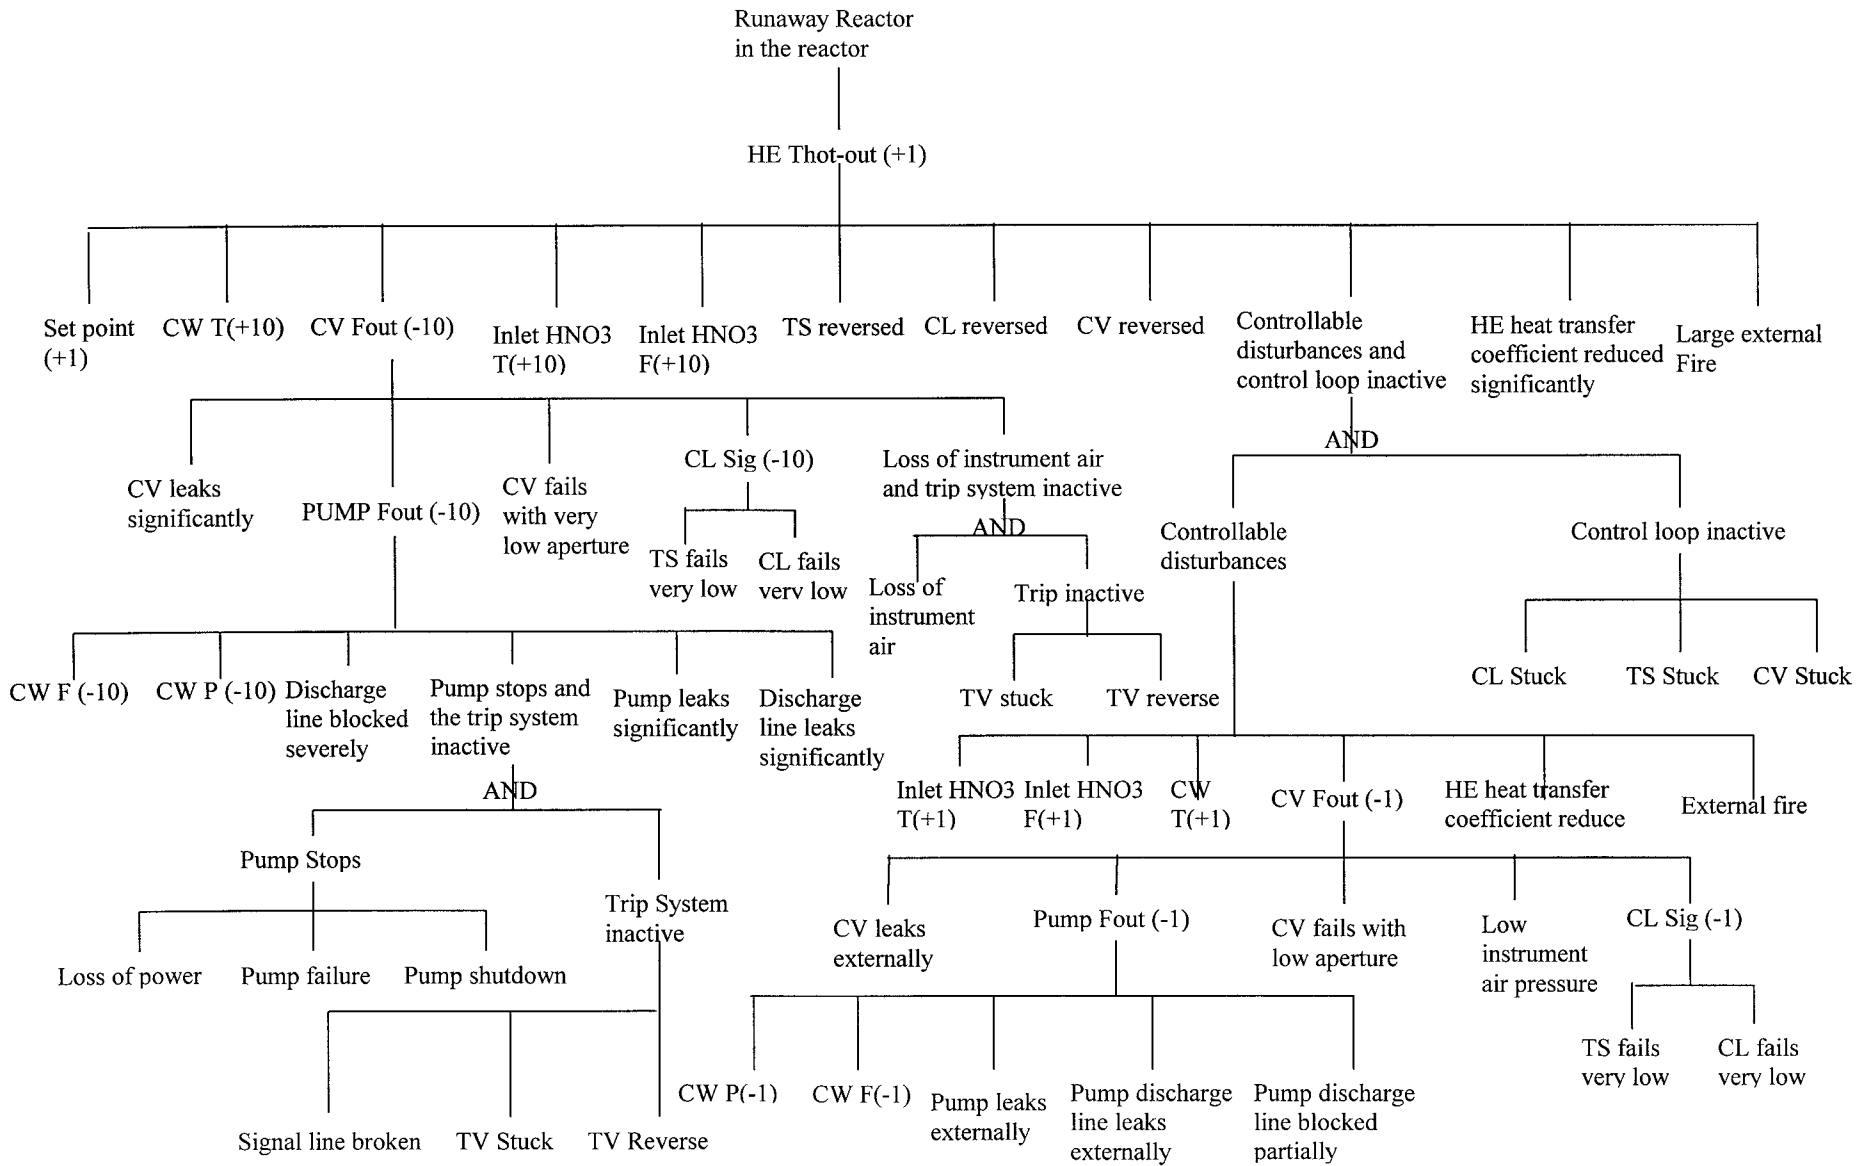 Runaway Reactor
in the reactor
HE Thot-out (+1)
Set point
(+1)
CW T(+10)
CV Fout (-10)
Inlet HNO3
T(+10)
Inlet HNO3
F(+10)
TS reversed
CL reversed
CV reversed
Controllable
disturbances and
control loop inactive
HE heat transfer
coefficient reduced
significantly
Large external
Fire
AND
CV leaks
significantly
PUMP Fout (-10)
CV fails
with very
low aperture
CL Sig (-10)
Loss of instrument air
and trip system inactive
TS fails
very low
CL fails
very low
AND
Loss of
instrument
air
Trip inactive
TV stuck
TV reverse
Controllable
disturbances
Control loop inactive
CL Stuck
TS Stuck
CV Stuck
CW F (-10)
CW P (-10)
Discharge
line blocked
severely
Pump stops and
the trip system
inactive
Pump leaks
significantly
Discharge
line leaks
significantly
AND
Inlet HNO3
T(+1)
Inlet HNO3
F(+1)
CW
T(+1)
CV Fout (-1)
HE heat transfer
coefficient reduce
External fire
Pump Stops
Trip System
inactive
Loss of power
Pump failure
Pump shutdown
CV leaks
externally
Pump Fout (-1)
CV fails with
low aperture
Low
instrument
air pressure
CL Sig (-1)
TS fails
very low
CL fails
very low
Signal line broken
TV Stuck
TV Reverse
CW P(-1)
CW F(-1)
Pump leaks
externally
Pump discharge
line leaks
externally
Pump discharge
line blocked
partially